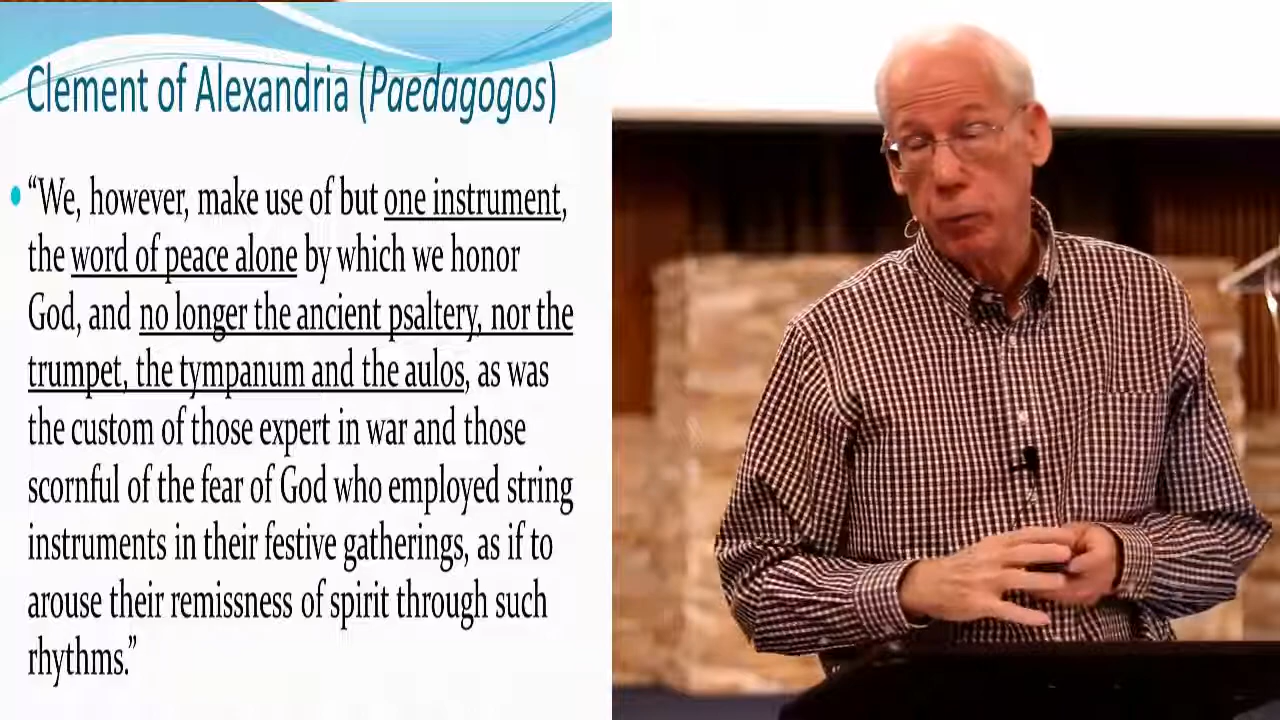 Clement of Alexandria (Paedagogos)
• “We, however, make use of but one instrument,
the word of peace alone by which we honor
God, and no longer the ancient psaltery, nor the
trumpet, the tympanum and the aulos, as was
the custom of those expert in war and those
scornful of the fear of God who employed string
instruments in their festive gatherings, as if to
arouse their remissness of spirit through such
rhythms.”